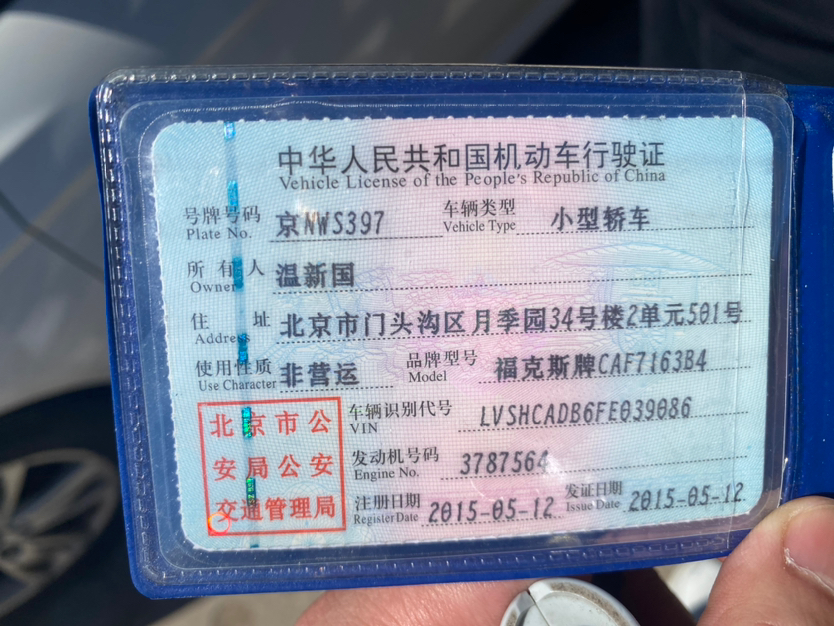 中华人民共和国机动车行驶证
Vehicle License of the People's Republic of China
号牌号码 京NWS397 车辆类型 小型轿车
Plate No. Vehicle Type
所有人 温新国
Owner
住址 北京市门头沟区月季园34号楼2单元501号
Address
使用性质 非营运 品牌型号 福克斯牌CAF7163B4
Use Character Model
车辆识别代号 LVSHCADB6FE039086
VIN
发动机号码 3787564
Engine No.
注册日期 2015-05-12 发证日期 2015-05-12
Register Date Issue Date
北京市公
安局公安
交通管理局